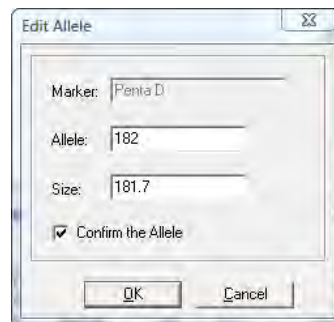 Edit Allele
Marker: Penta D
Allele: 182
Size: 181.7
Confirm the Allele
OK Cancel